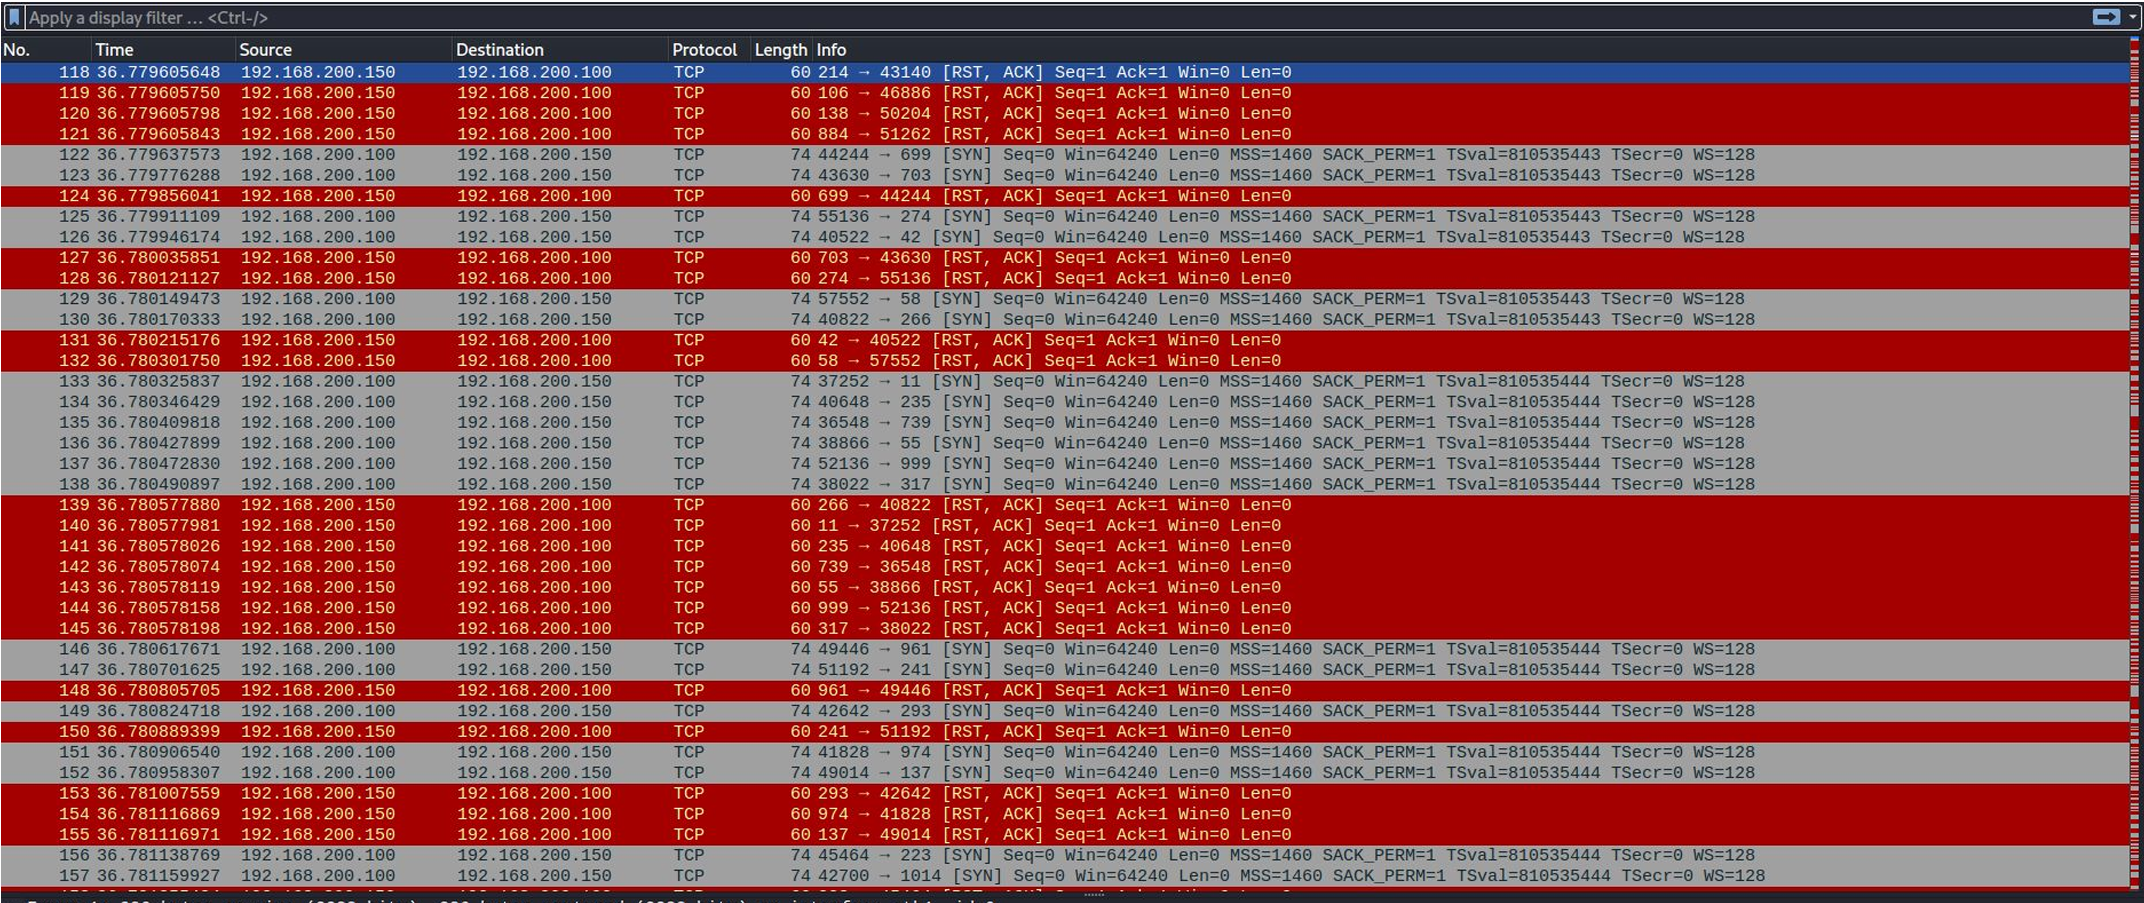 Apply a display filter … <Ctrl-/>
No. Time Source Destination Protocol Length Info
118 36.779605648 192.168.200.150 192.168.200.100 TCP 60 214 → 43140 [RST, ACK] Seq=1 Ack=1 Win=0 Len=0
119 36.779605750 192.168.200.150 192.168.200.100 TCP 60 106 → 46886 [RST, ACK] Seq=1 Ack=1 Win=0 Len=0
120 36.779605798 192.168.200.150 192.168.200.100 TCP 60 138 → 50204 [RST, ACK] Seq=1 Ack=1 Win=0 Len=0
121 36.779605843 192.168.200.150 192.168.200.100 TCP 60 884 → 51262 [RST, ACK] Seq=1 Ack=1 Win=0 Len=0
122 36.779637573 192.168.200.100 192.168.200.150 TCP 74 44244 → 699 [SYN] Seq=0 Win=64240 Len=0 MSS=1460 SACK_PERM=1 TSval=810535443 TSecr=0 WS=128
123 36.779776288 192.168.200.100 192.168.200.150 TCP 74 43630 → 703 [SYN] Seq=0 Win=64240 Len=0 MSS=1460 SACK_PERM=1 TSval=810535443 TSecr=0 WS=128
124 36.779856041 192.168.200.150 192.168.200.100 TCP 60 699 → 44244 [RST, ACK] Seq=1 Ack=1 Win=0 Len=0
125 36.779911109 192.168.200.100 192.168.200.150 TCP 74 55136 → 274 [SYN] Seq=0 Win=64240 Len=0 MSS=1460 SACK_PERM=1 TSval=810535443 TSecr=0 WS=128
126 36.779946174 192.168.200.100 192.168.200.150 TCP 74 40522 → 42 [SYN] Seq=0 Win=64240 Len=0 MSS=1460 SACK_PERM=1 TSval=810535443 TSecr=0 WS=128
127 36.780035851 192.168.200.150 192.168.200.100 TCP 60 703 → 43630 [RST, ACK] Seq=1 Ack=1 Win=0 Len=0
128 36.780121127 192.168.200.150 192.168.200.100 TCP 60 274 → 55136 [RST, ACK] Seq=1 Ack=1 Win=0 Len=0
129 36.780149473 192.168.200.100 192.168.200.150 TCP 74 57552 → 58 [SYN] Seq=0 Win=64240 Len=0 MSS=1460 SACK_PERM=1 TSval=810535443 TSecr=0 WS=128
130 36.780170333 192.168.200.100 192.168.200.150 TCP 74 40822 → 266 [SYN] Seq=0 Win=64240 Len=0 MSS=1460 SACK_PERM=1 TSval=810535443 TSecr=0 WS=128
131 36.780215176 192.168.200.150 192.168.200.100 TCP 60 42 → 40522 [RST, ACK] Seq=1 Ack=1 Win=0 Len=0
132 36.780301750 192.168.200.150 192.168.200.100 TCP 60 58 → 57552 [RST, ACK] Seq=1 Ack=1 Win=0 Len=0
133 36.780325837 192.168.200.100 192.168.200.150 TCP 74 37252 → 11 [SYN] Seq=0 Win=64240 Len=0 MSS=1460 SACK_PERM=1 TSval=810535444 TSecr=0 WS=128
134 36.780346429 192.168.200.100 192.168.200.150 TCP 74 40648 → 235 [SYN] Seq=0 Win=64240 Len=0 MSS=1460 SACK_PERM=1 TSval=810535444 TSecr=0 WS=128
135 36.780409818 192.168.200.100 192.168.200.150 TCP 74 36548 → 739 [SYN] Seq=0 Win=64240 Len=0 MSS=1460 SACK_PERM=1 TSval=810535444 TSecr=0 WS=128
136 36.780427899 192.168.200.100 192.168.200.150 TCP 74 38866 → 55 [SYN] Seq=0 Win=64240 Len=0 MSS=1460 SACK_PERM=1 TSval=810535444 TSecr=0 WS=128
137 36.780472830 192.168.200.100 192.168.200.150 TCP 74 52136 → 999 [SYN] Seq=0 Win=64240 Len=0 MSS=1460 SACK_PERM=1 TSval=810535444 TSecr=0 WS=128
138 36.780490897 192.168.200.100 192.168.200.150 TCP 74 38022 → 317 [SYN] Seq=0 Win=64240 Len=0 MSS=1460 SACK_PERM=1 TSval=810535444 TSecr=0 WS=128
139 36.780577880 192.168.200.150 192.168.200.100 TCP 60 266 → 40822 [RST, ACK] Seq=1 Ack=1 Win=0 Len=0
140 36.780577981 192.168.200.150 192.168.200.100 TCP 60 11 → 37252 [RST, ACK] Seq=1 Ack=1 Win=0 Len=0
141 36.780578026 192.168.200.150 192.168.200.100 TCP 60 235 → 40648 [RST, ACK] Seq=1 Ack=1 Win=0 Len=0
142 36.780578074 192.168.200.150 192.168.200.100 TCP 60 739 → 36548 [RST, ACK] Seq=1 Ack=1 Win=0 Len=0
143 36.780578119 192.168.200.150 192.168.200.100 TCP 60 55 → 38866 [RST, ACK] Seq=1 Ack=1 Win=0 Len=0
144 36.780578158 192.168.200.150 192.168.200.100 TCP 60 999 → 52136 [RST, ACK] Seq=1 Ack=1 Win=0 Len=0
145 36.780578198 192.168.200.150 192.168.200.100 TCP 60 317 → 38022 [RST, ACK] Seq=1 Ack=1 Win=0 Len=0
146 36.780617671 192.168.200.100 192.168.200.150 TCP 74 49446 → 961 [SYN] Seq=0 Win=64240 Len=0 MSS=1460 SACK_PERM=1 TSval=810535444 TSecr=0 WS=128
147 36.780701625 192.168.200.100 192.168.200.150 TCP 74 51192 → 241 [SYN] Seq=0 Win=64240 Len=0 MSS=1460 SACK_PERM=1 TSval=810535444 TSecr=0 WS=128
148 36.780805705 192.168.200.150 192.168.200.100 TCP 60 961 → 49446 [RST, ACK] Seq=1 Ack=1 Win=0 Len=0
149 36.780824718 192.168.200.100 192.168.200.150 TCP 74 42642 → 293 [SYN] Seq=0 Win=64240 Len=0 MSS=1460 SACK_PERM=1 TSval=810535444 TSecr=0 WS=128
150 36.780889399 192.168.200.150 192.168.200.100 TCP 60 241 → 51192 [RST, ACK] Seq=1 Ack=1 Win=0 Len=0
151 36.780906540 192.168.200.100 192.168.200.150 TCP 74 41828 → 974 [SYN] Seq=0 Win=64240 Len=0 MSS=1460 SACK_PERM=1 TSval=810535444 TSecr=0 WS=128
152 36.780958307 192.168.200.100 192.168.200.150 TCP 74 49014 → 137 [SYN] Seq=0 Win=64240 Len=0 MSS=1460 SACK_PERM=1 TSval=810535444 TSecr=0 WS=128
153 36.781007559 192.168.200.150 192.168.200.100 TCP 60 293 → 42642 [RST, ACK] Seq=1 Ack=1 Win=0 Len=0
154 36.781116869 192.168.200.150 192.168.200.100 TCP 60 974 → 41828 [RST, ACK] Seq=1 Ack=1 Win=0 Len=0
155 36.781116971 192.168.200.150 192.168.200.100 TCP 60 137 → 49014 [RST, ACK] Seq=1 Ack=1 Win=0 Len=0
156 36.781138769 192.168.200.100 192.168.200.150 TCP 74 45464 → 223 [SYN] Seq=0 Win=64240 Len=0 MSS=1460 SACK_PERM=1 TSval=810535444 TSecr=0 WS=128
157 36.781159927 192.168.200.100 192.168.200.150 TCP 74 42700 → 1014 [SYN] Seq=0 Win=64240 Len=0 MSS=1460 SACK_PERM=1 TSval=810535444 TSecr=0 WS=128